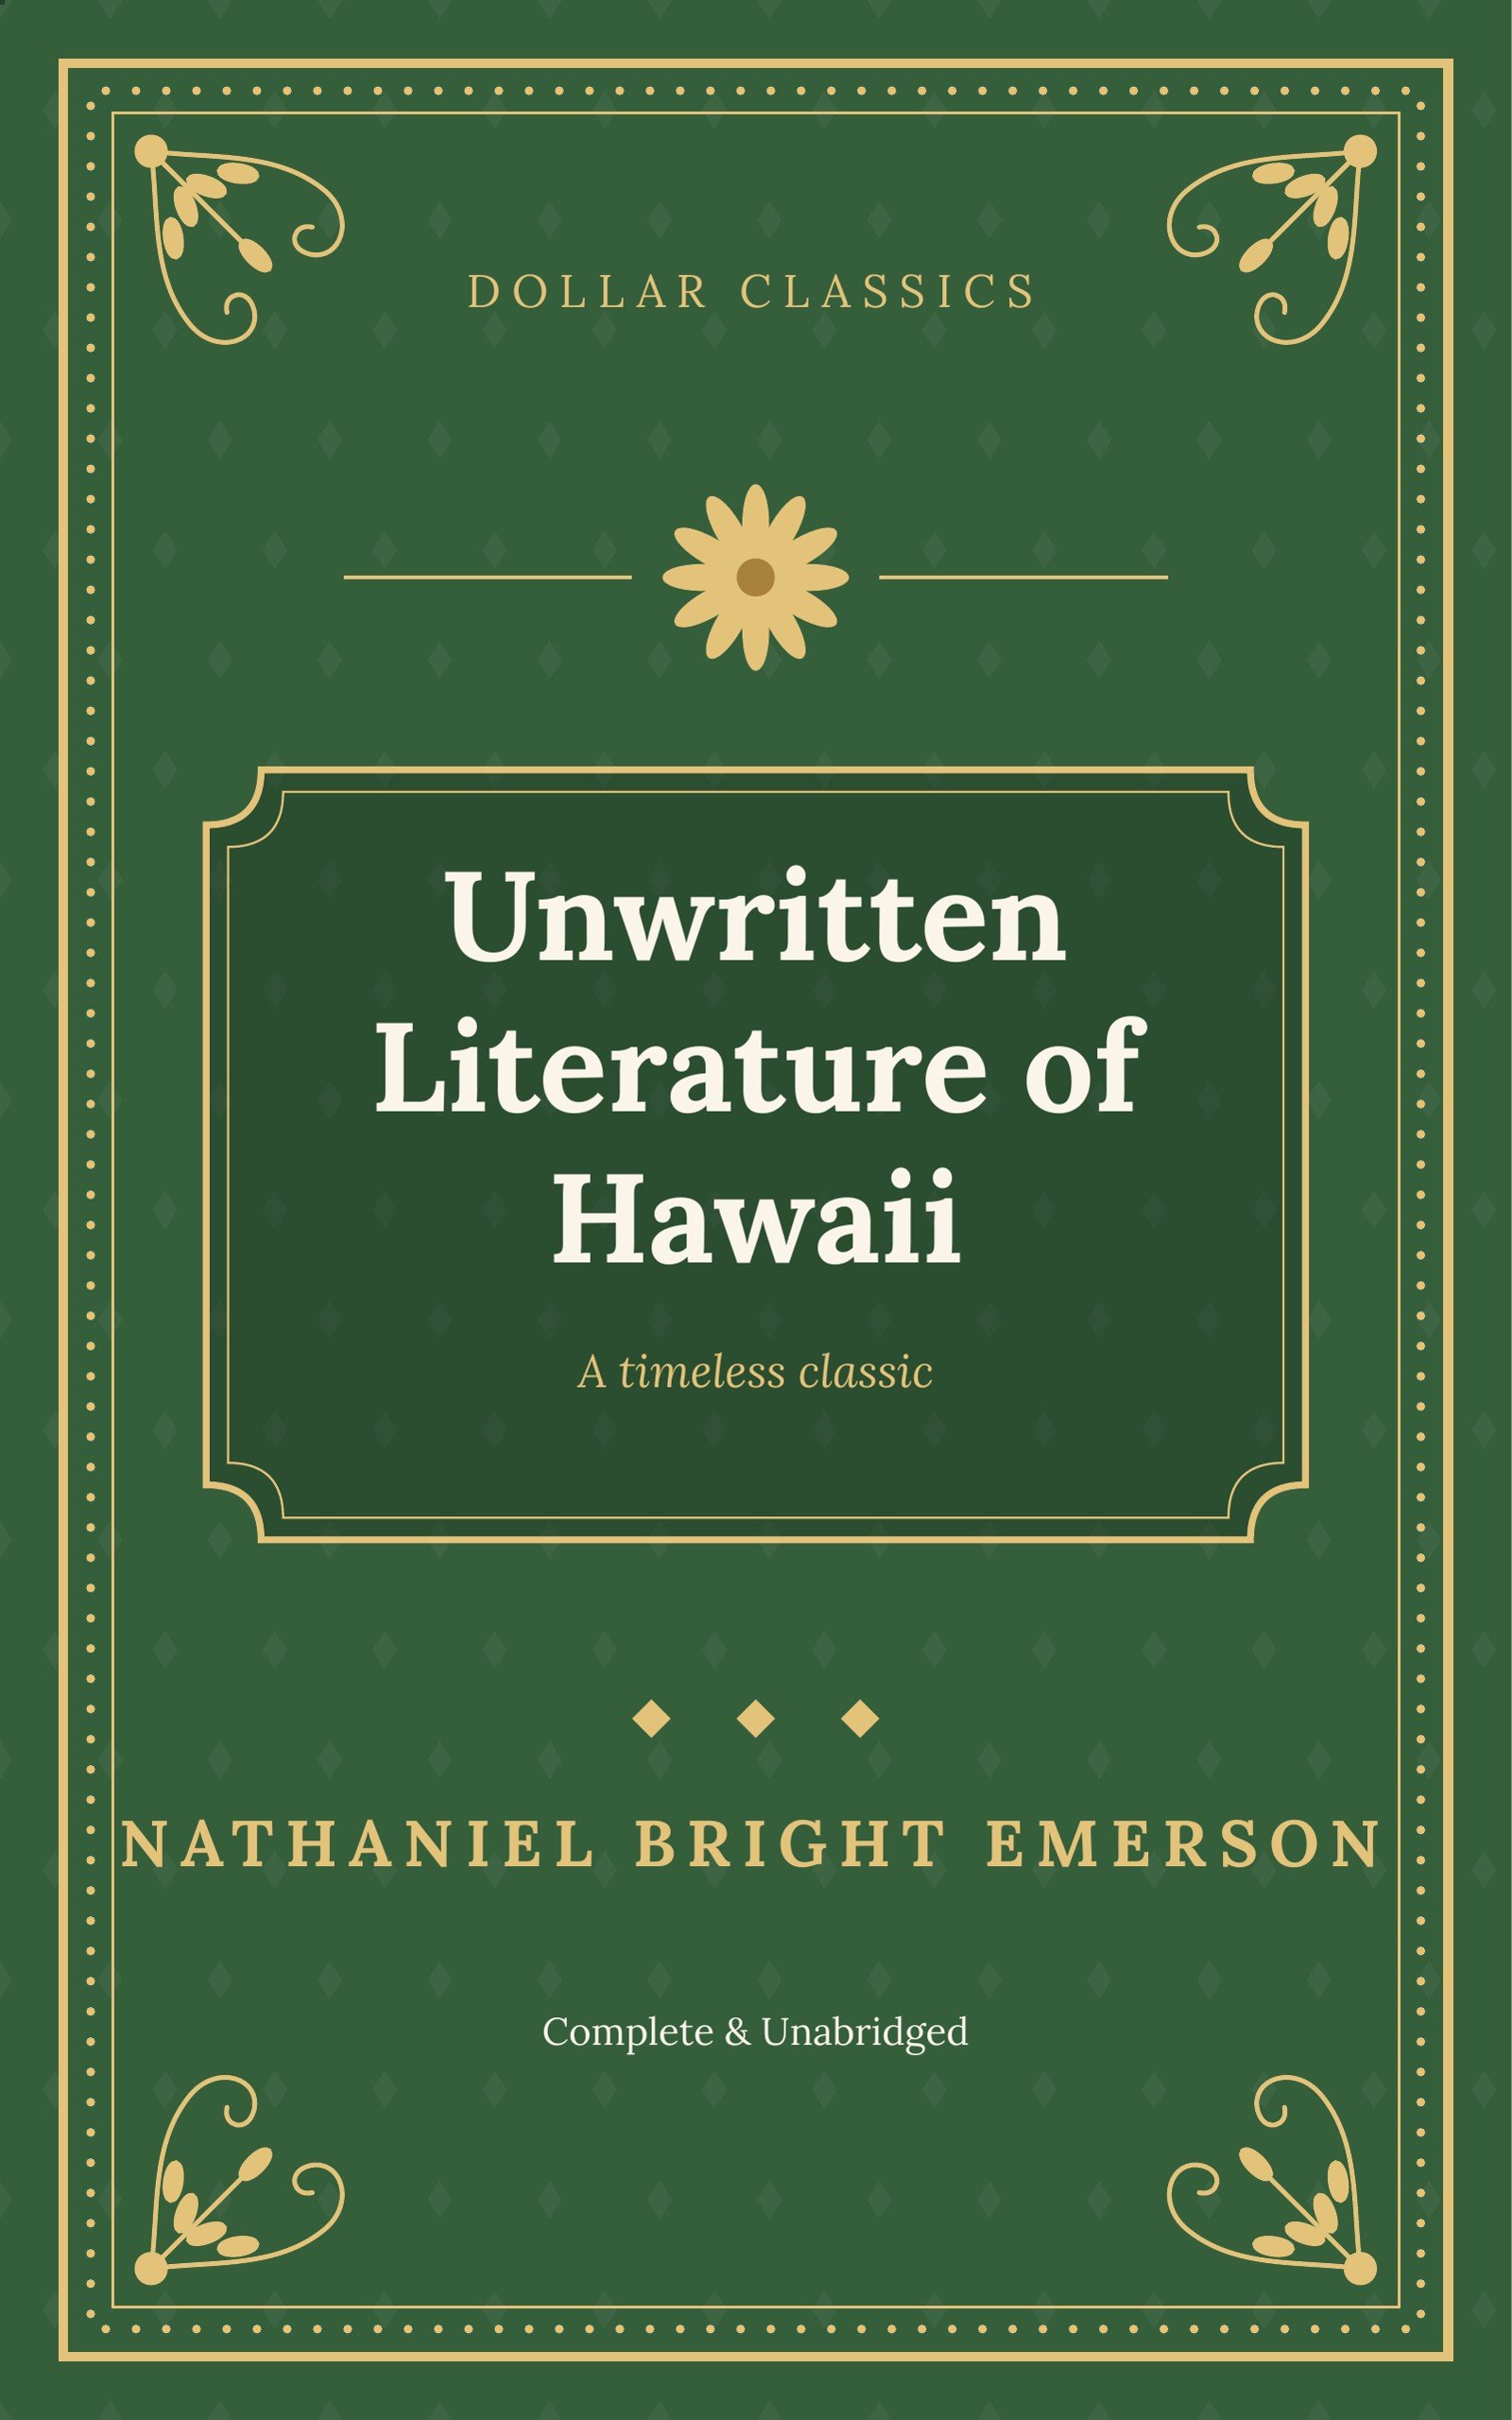 DOLLAR CLASSICS
Unwritten
Literature of
Hawaii
A timeless classic
NATHANIEL BRIGHT EMERSON
Complete & Unabridged